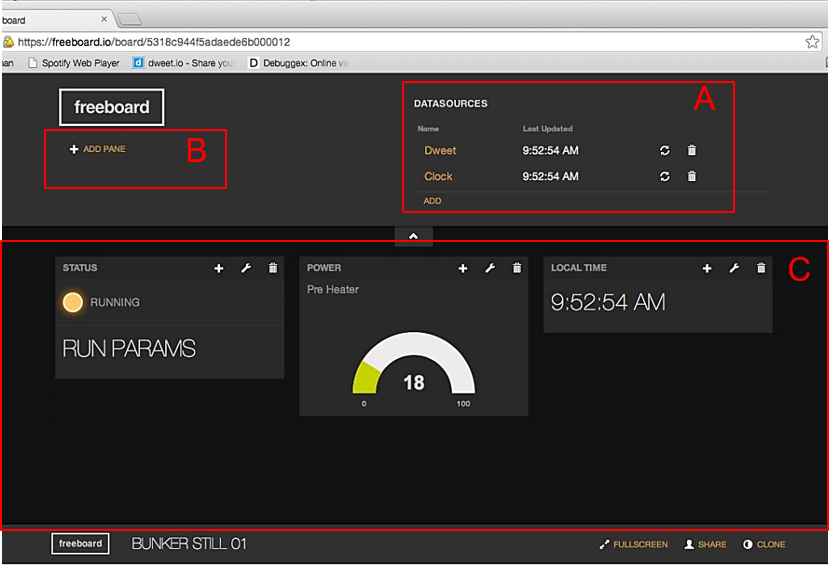 board
https://freeboard.io/board/5318c944f5adaede6b000012
Spotify Web Player dweet.io - Share you Debuggex: Online
freeboard
DATASOURCES
A
Name Last Updated
ADD PANE
B
Dweet 9:52:54 AM
Clock 9:52:54 AM
ADD
C
STATUS
RUNNING
RUN PARAMS
POWER
Pre Heater
18
0 100
LOCAL TIME
9:52:54 AM
freeboard BUNKER STILL 01 FULLSCREEN SHARE CLONE